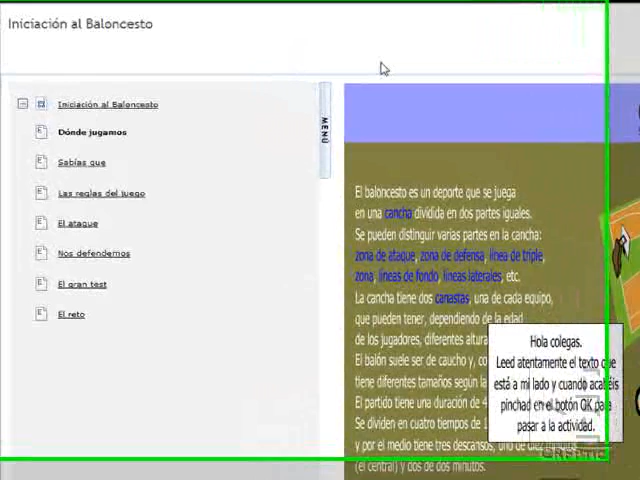 Iniciación al Baloncesto
Iniciación al Baloncesto
Dónde jugamos
Sabías que
Las reglas del juego
El ataque
Nos defendemos
El gran test
El reto
MENÚ
El baloncesto es un deporte que se juega
en una cancha dividida en dos partes iguales.
Se pueden distinguir varias partes en la cancha:
zona de ataque, zona de defensa, línea de triple,
zona, líneas de fondo, líneas laterales, etc.
La cancha tiene dos canastas, una de cada equipo,
que pueden tener, dependiendo de la edad
de los jugadores, diferentes
El balón suele ser de caucho y,
tiene diferentes tamaños según la
El partido tiene una duración de 4
Se dividen en cuatro tiempos de 1
y por el medio tiene tres descansos, uno de diez
(el central) y dos de dos minutos.
Hola colegas.
Leed atentamente el texto que
está a mi lado y cuando acabéis
pinchad en el botón OK para
pasar a la actividad.